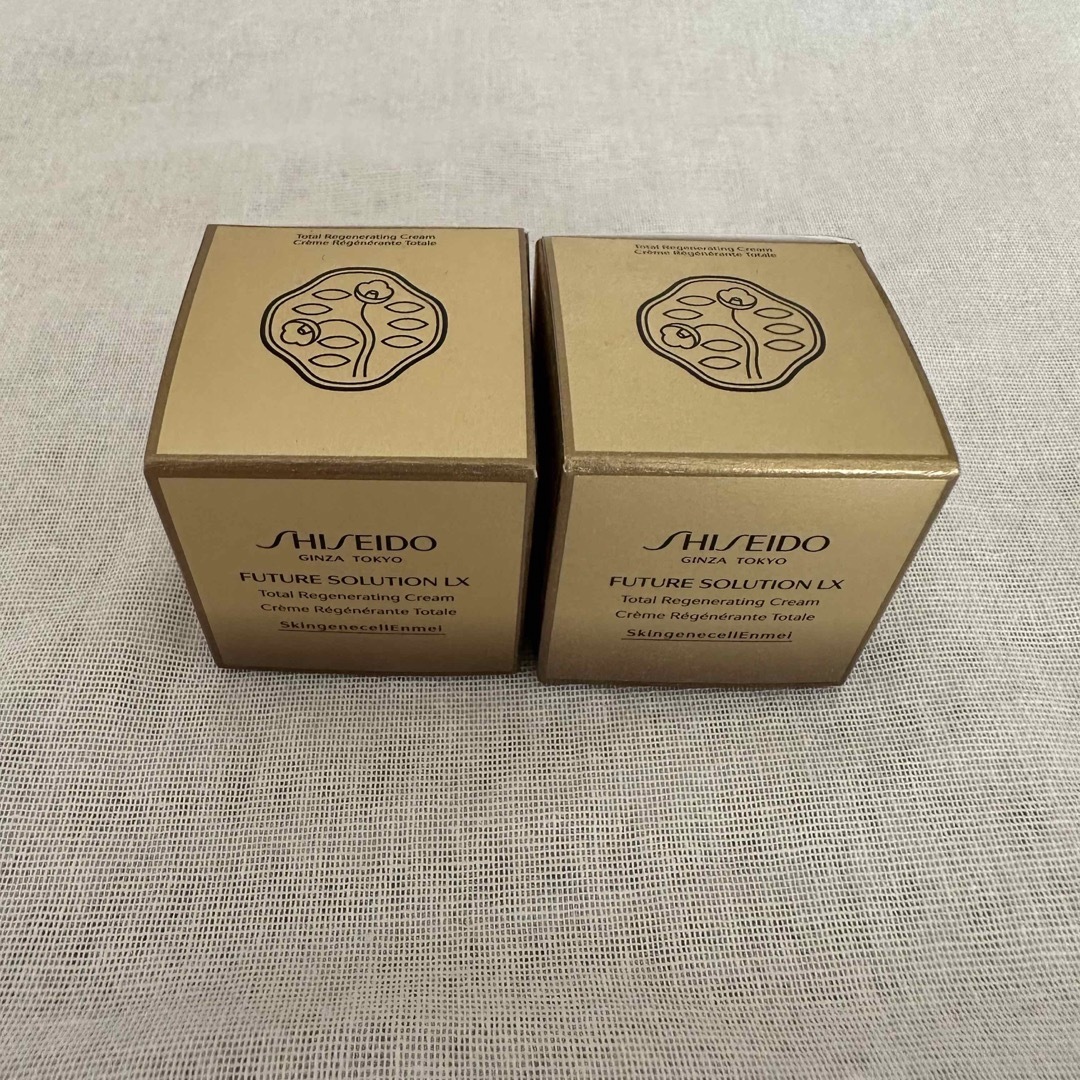 Total Regenerating Cream
Crème Régénérante Totale
SHISEIDO
GINZA TOKYO
FUTURE SOLUTION LX
Total Regenerating Cream
Crème Régénérante Totale
SkingenecellEnmei
Total Regenerating Cream
Crème Régénérante Totale
SHISEIDO
GINZA TOKYO
FUTURE SOLUTION LX
Total Regenerating Cream
Crème Régénérante Totale
SkingenecellEnmei